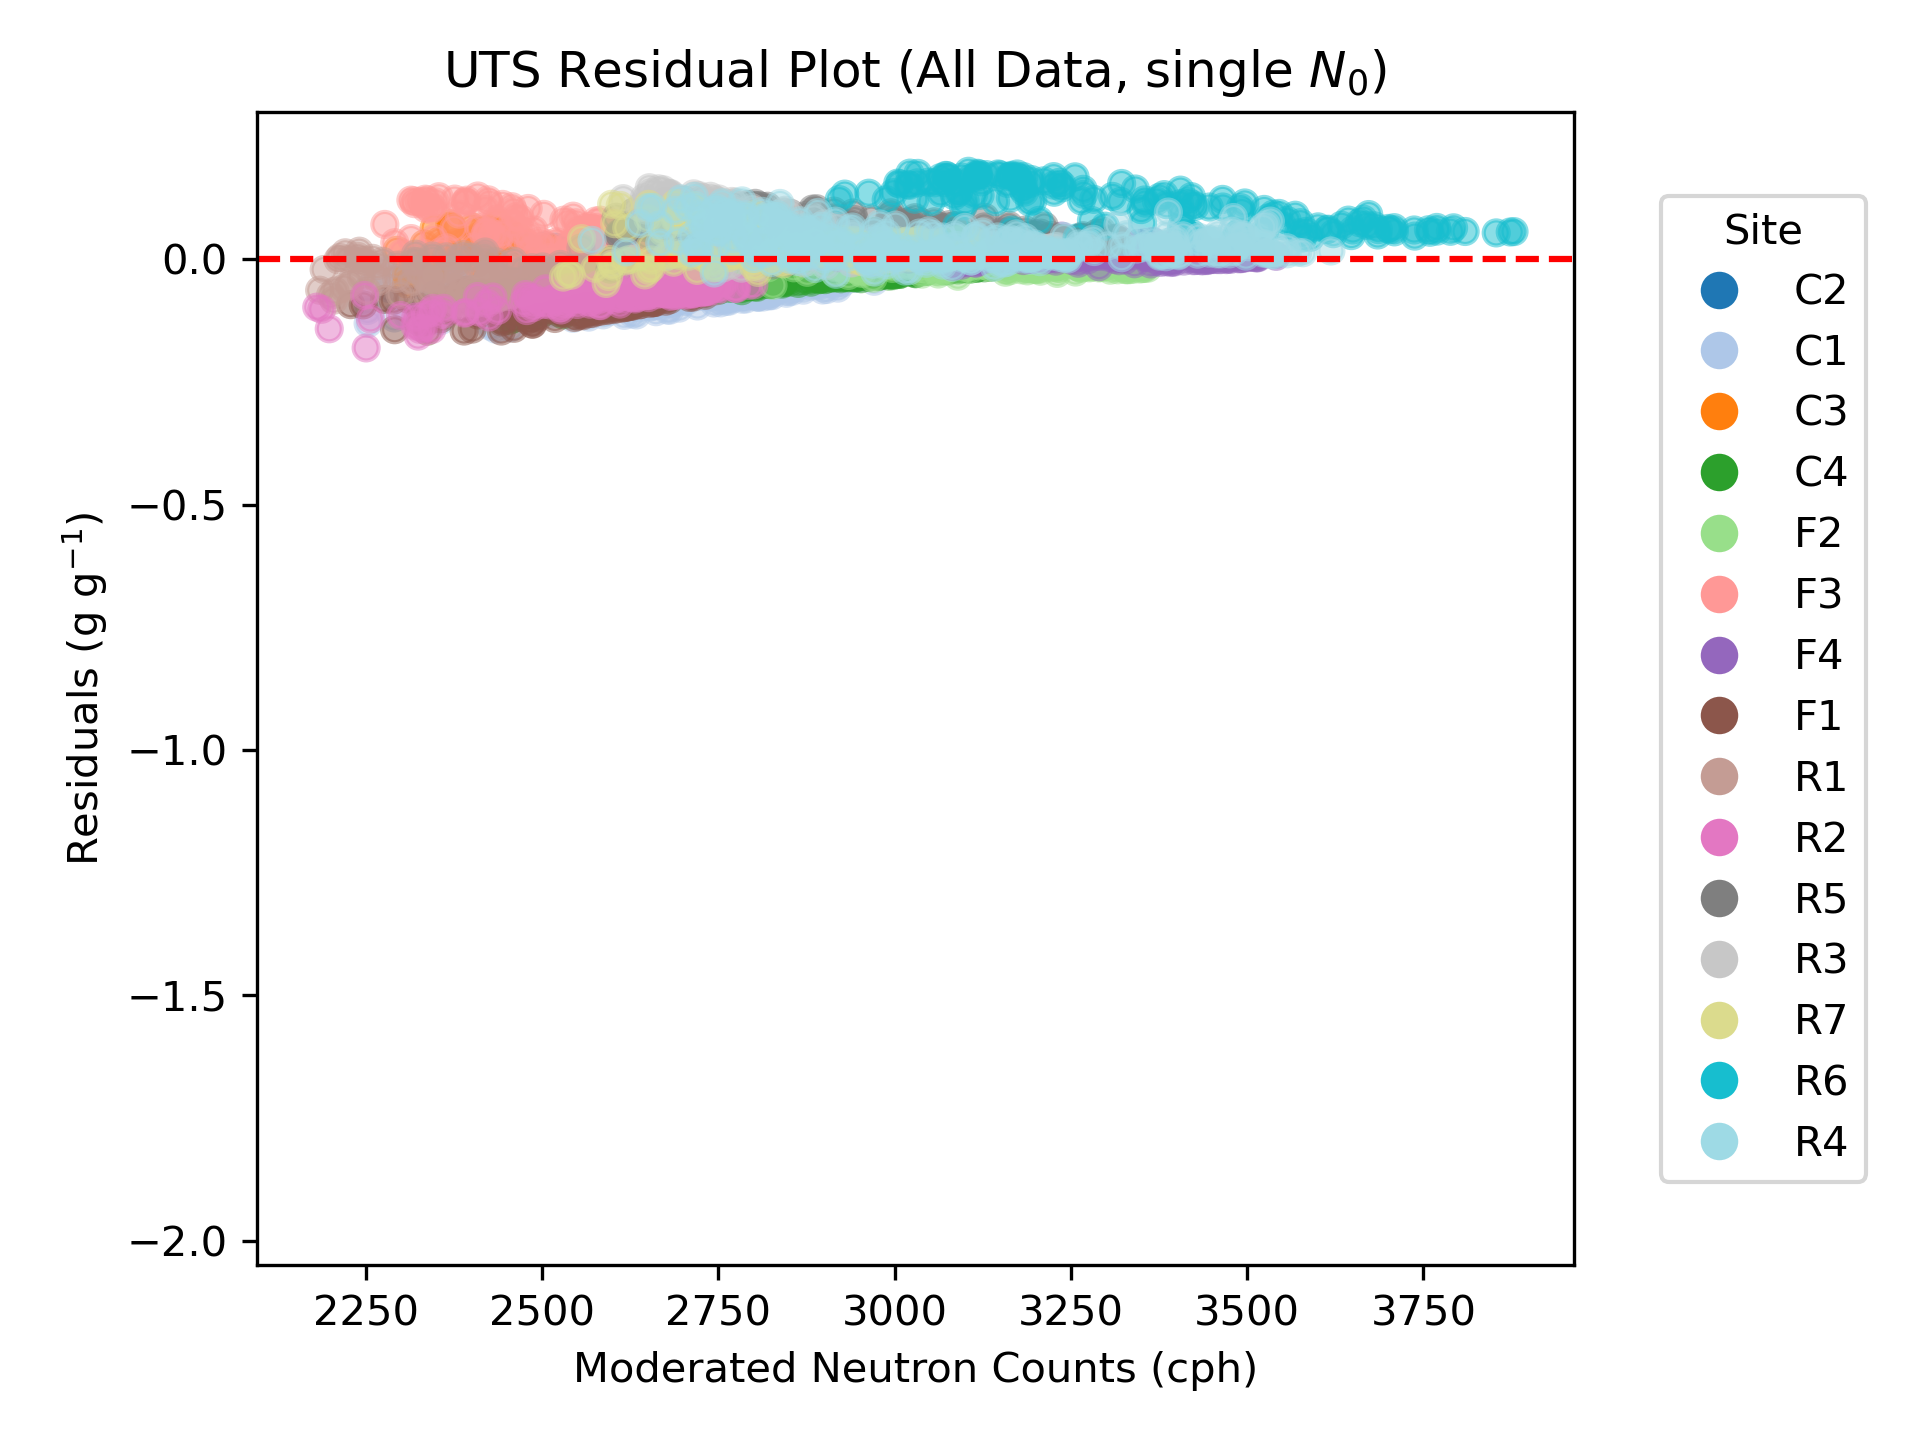 UTS Residual Plot (All Data, single N₀)
Residuals (g g⁻¹)
0.0
−0.5
−1.0
−1.5
−2.0
2250 2500 2750 3000 3250 3500 3750
Moderated Neutron Counts (cph)
Site
C2
C1
C3
C4
F2
F3
F4
F1
R1
R2
R5
R3
R7
R6
R4